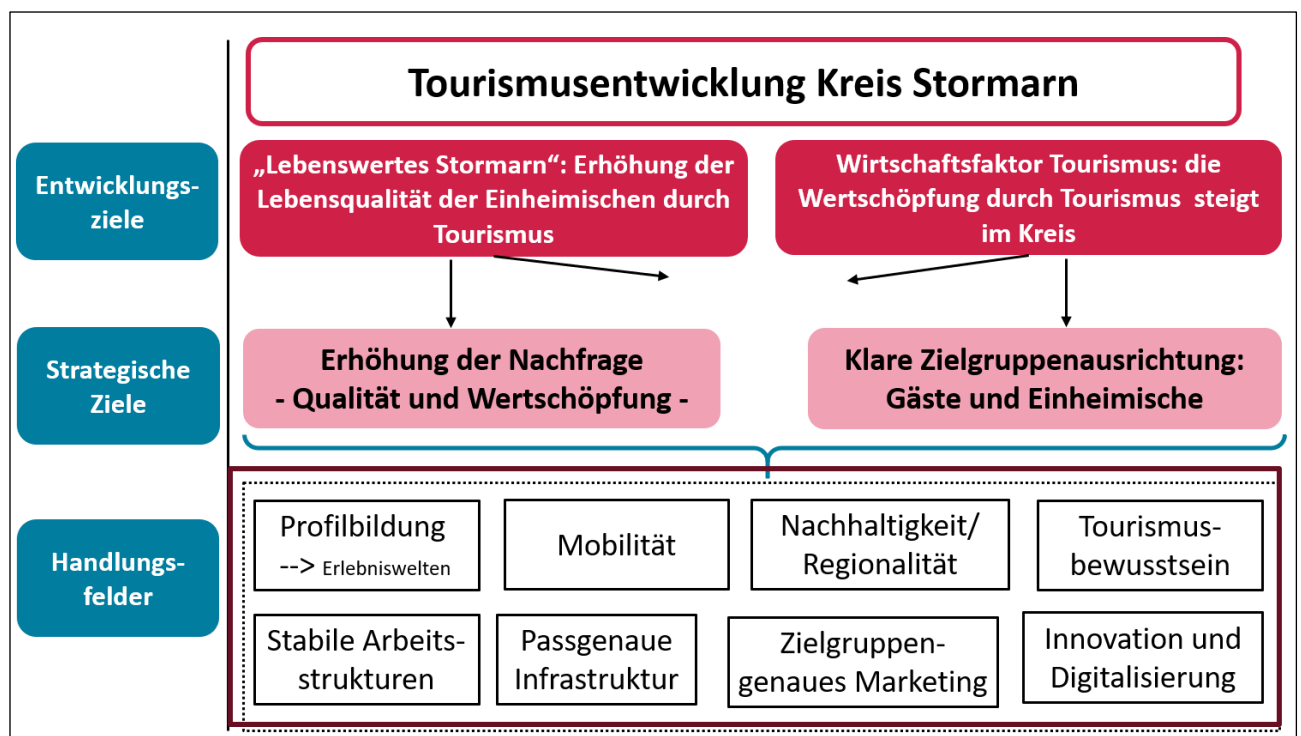 Tourismusentwicklung Kreis Stormarn
Entwicklungs-
ziele
„Lebenswertes Stormarn“: Erhöhung der
Lebensqualität der Einheimischen durch
Tourismus
Wirtschaftsfaktor Tourismus: die
Wertschöpfung durch Tourismus steigt
im Kreis
Strategische
Ziele
Erhöhung der Nachfrage
- Qualität und Wertschöpfung -
Klare Zielgruppenausrichtung:
Gäste und Einheimische
Handlungs-
felder
Profilbildung
--> Erlebniswelten
Mobilität
Nachhaltigkeit/
Regionalität
Tourismus-
bewusstsein
Stabile Arbeits-
strukturen
Passgenaue
Infrastruktur
Zielgruppen-
genaues Marketing
Innovation und
Digitalisierung